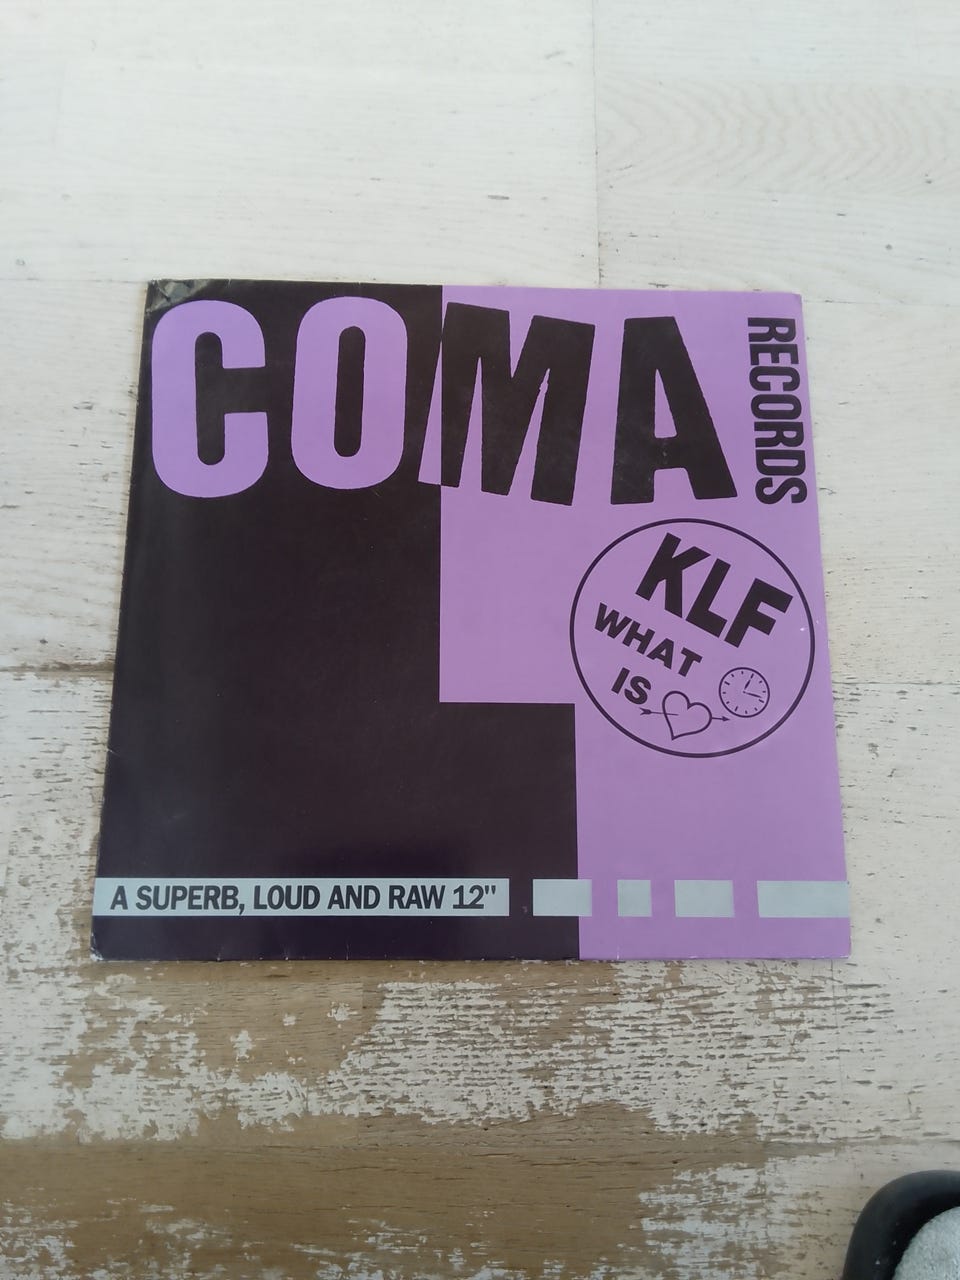 COMA
RECORDS
KLF
WHAT
IS
A SUPERB, LOUD AND RAW 12"